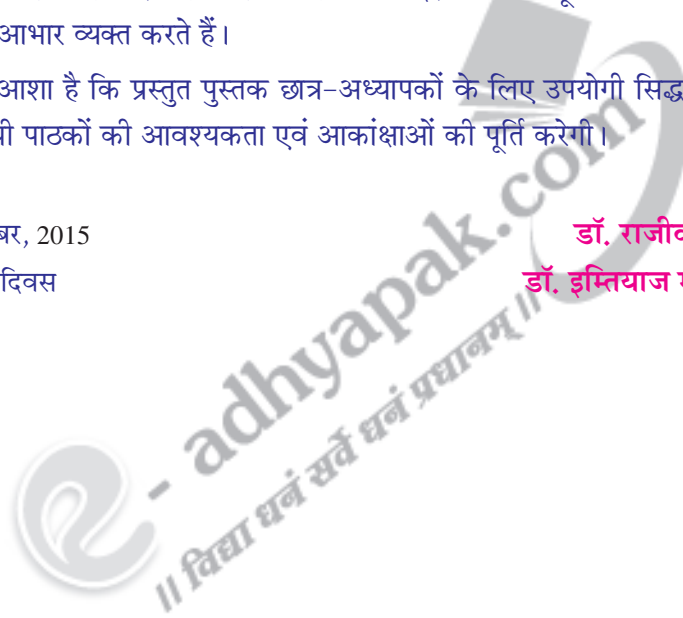 आभार व्यक्त करते हैं।
आशा है कि प्रस्तुत पुस्तक छात्र-अध्यापकों के लिए उपयोगी सिद्ध
पाठकों की आवश्यकता एवं आकांक्षाओं की पूर्ति करेगी।
2015
डॉ. राजीव
दिवस
डॉ. इम्तियाज
e - adhyapak.com
॥ विद्या धनं सर्वे धनं प्रधानम् ॥